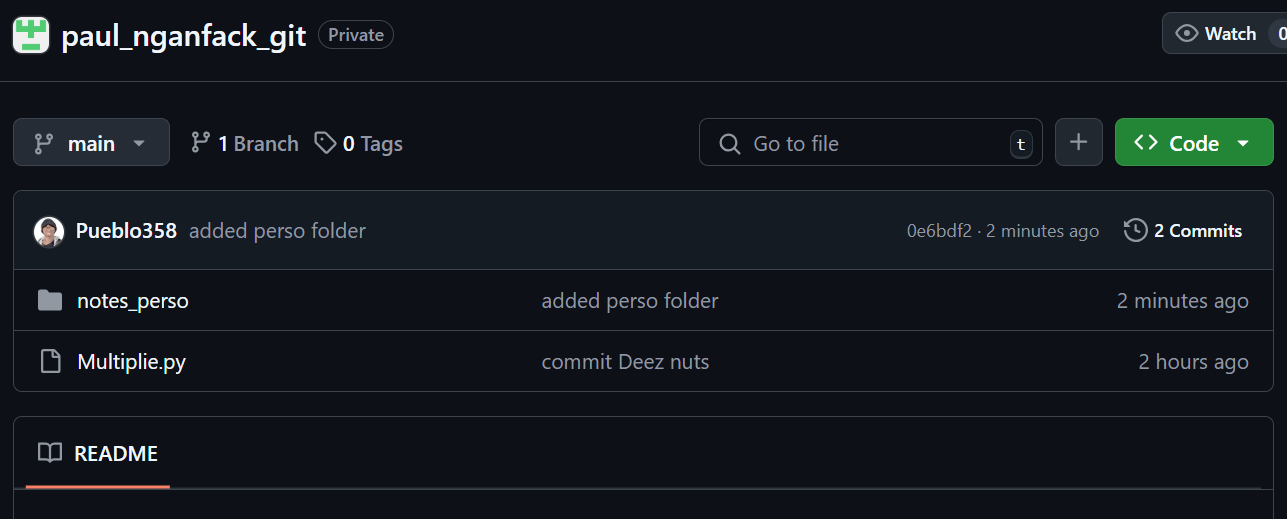 paul_nganfack_git Private Watch 0
main 1 Branch 0 Tags Go to file t Code
Pueblo358 added perso folder 0e6bdf2 · 2 minutes ago 2 Commits
notes_perso added perso folder 2 minutes ago
Multiplie.py commit Deez nuts 2 hours ago
README